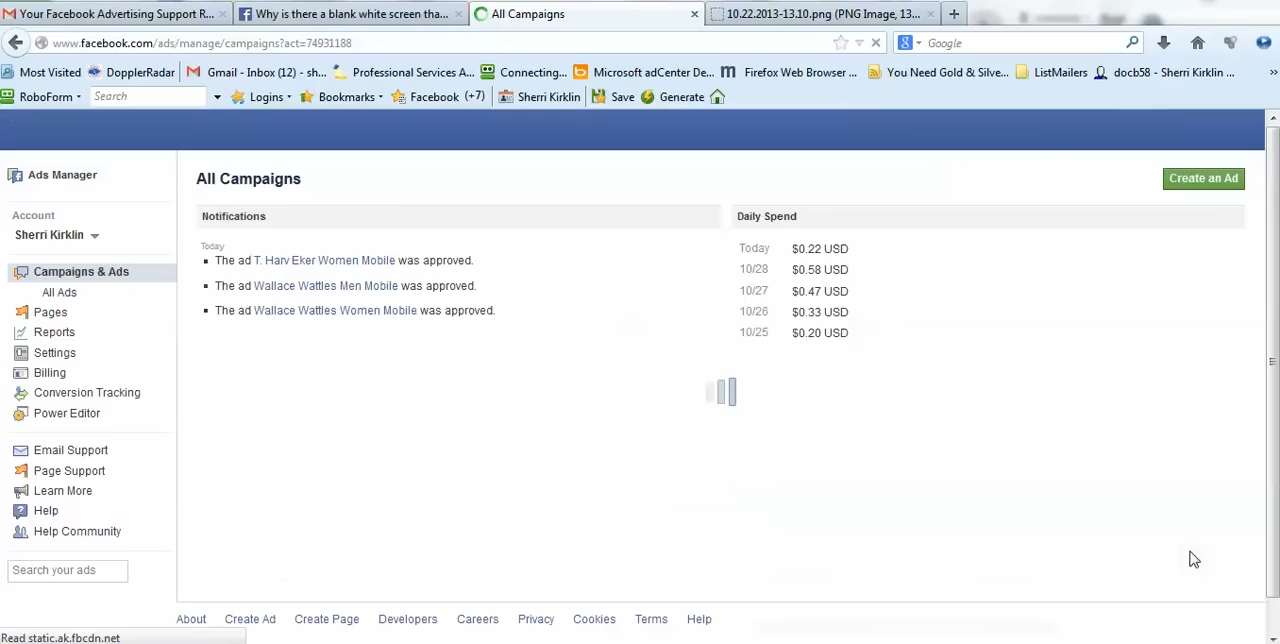 Your Facebook Advertising Support R...
Why is there a blank white screen tha...
All Campaigns
10.22.2013-13.10.png (PNG Image, 13...
www.facebook.com/ads/manage/campaigns?act=74931188
Google
Most Visited DopplerRadar Gmail - Inbox (12) - sh... Professional Services A... Connecting... Microsoft adCenter De... Firefox Web Browser ... You Need Gold & Silve... ListMailers docb58 - Sherri Kirklin ... »
RoboForm Search Logins Bookmarks Facebook (+7) Sherri Kirklin Save Generate
Ads Manager
Account
Sherri Kirklin
Campaigns & Ads
All Ads
Pages
Reports
Settings
Billing
Conversion Tracking
Power Editor
Email Support
Page Support
Learn More
Help
Help Community
Search your ads
All Campaigns
Create an Ad
Notifications
Today
The ad T. Harv Eker Women Mobile was approved.
The ad Wallace Wattles Men Mobile was approved.
The ad Wallace Wattles Women Mobile was approved.
Daily Spend
Today $0.22 USD
10/28 $0.58 USD
10/27 $0.47 USD
10/26 $0.33 USD
10/25 $0.20 USD
About Create Ad Create Page Developers Careers Privacy Cookies Terms Help
Read static.ak.fbcdn.net